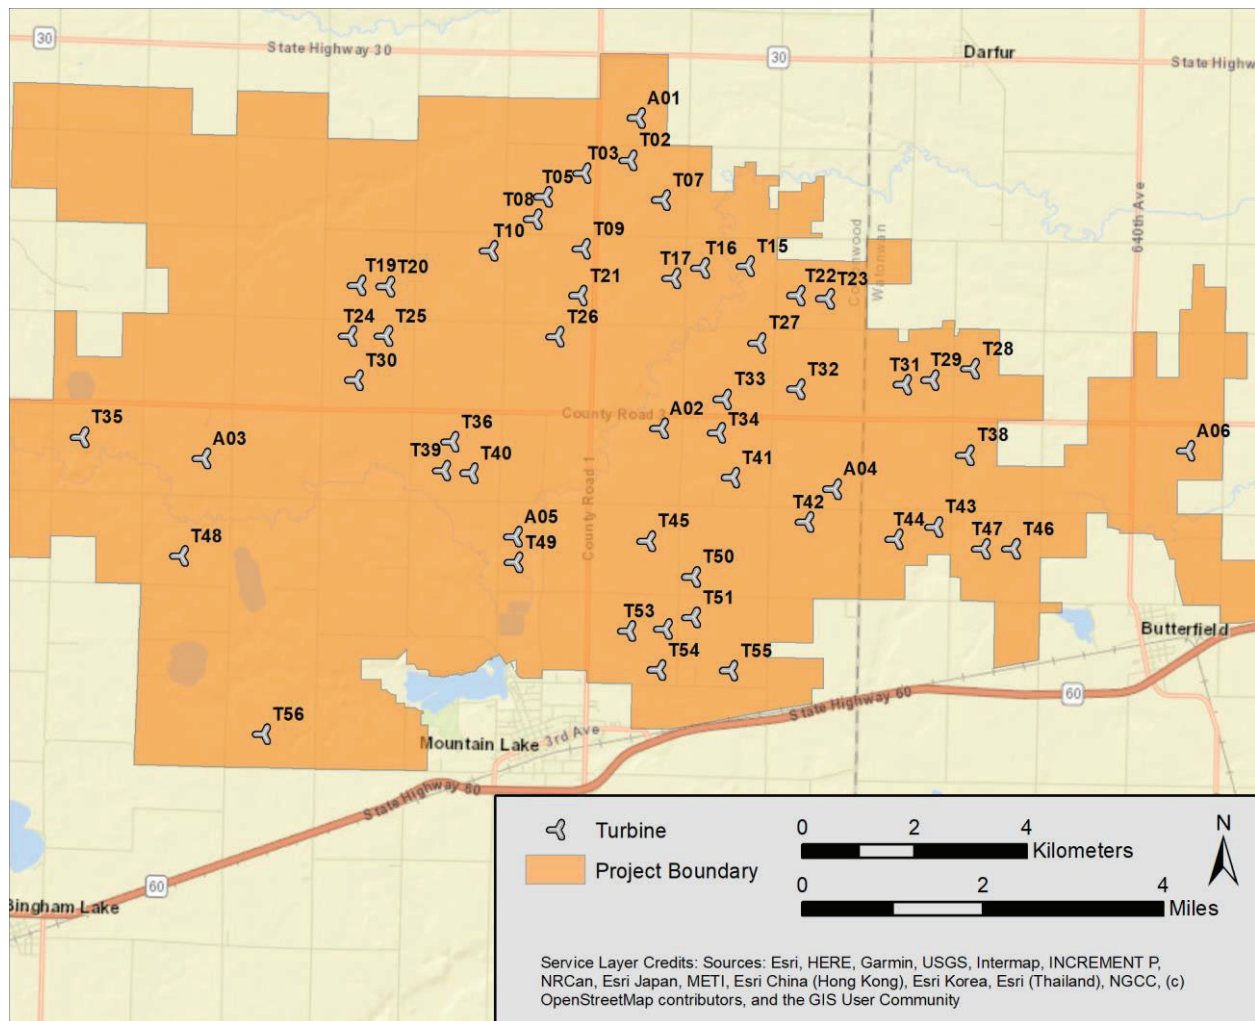 30
State Highway 30
30
Darfur
State Highw
A01
T02
T03
T05
T07
T08
T09
T10
640th Ave
T15
T16
T17
Watonwan
T19
T20
T21
T22
T23
T24
T25
T26
T27
T28
T29
T31
T30
T32
T33
County Road 3
A02
T34
T35
T36
T38
A03
A06
T39
T40
T41
A04
County Road 1
T42
A05
T43
T44
T45
T47
T46
T48
T49
T50
T51
T53
Butterfield
T54
T55
State Highway 60
60
T56
Mountain Lake
3rd Ave
State Highway 60
60
Bingham Lake
Turbine
Project Boundary
0 2 4
Kilometers
0 2 4
Miles
N
Service Layer Credits: Sources: Esri, HERE, Garmin, USGS, Intermap, INCREMENT P,
NRCan, Esri Japan, METI, Esri China (Hong Kong), Esri Korea, Esri (Thailand), NGCC, (c)
OpenStreetMap contributors, and the GIS User Community